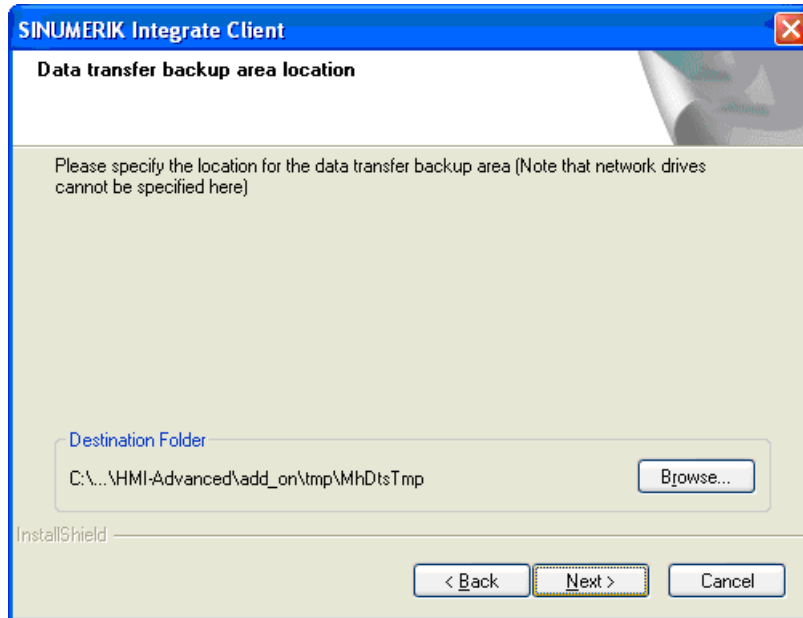 SINUMERIK Integrate Client
Data transfer backup area location
Please specify the location for the data transfer backup area (Note that network drives
cannot be specified here)
Destination Folder
C:\...\HMI-Advanced\add_on\tmp\MhDtsTmp
Browse...
InstallShield
< Back
Next >
Cancel